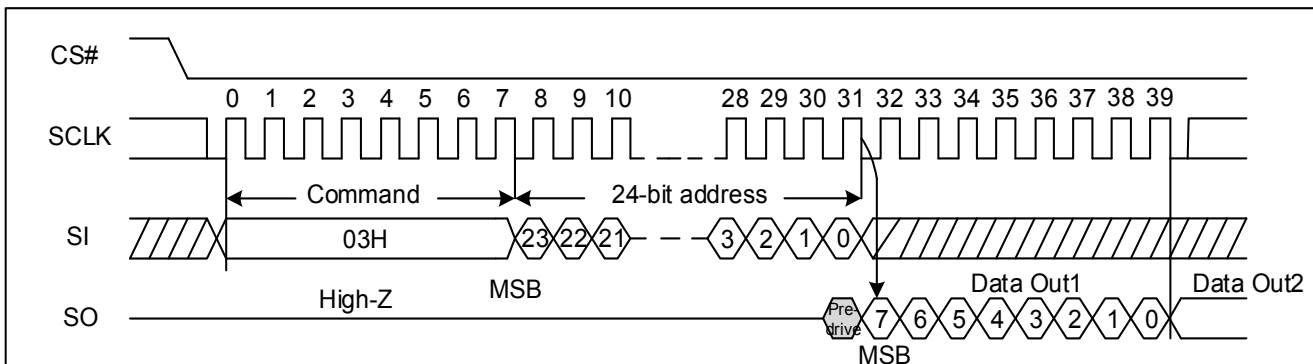 CS#
0 1 2 3 4 5 6 7 8 9 10 28 29 30 31 32 33 34 35 36 37 38 39
SCLK
Command 24-bit address
SI 03H 23 22 21 3 2 1 0
High-Z MSB Data Out1 Data Out2
SO Pre-drive 7 6 5 4 3 2 1 0
MSB